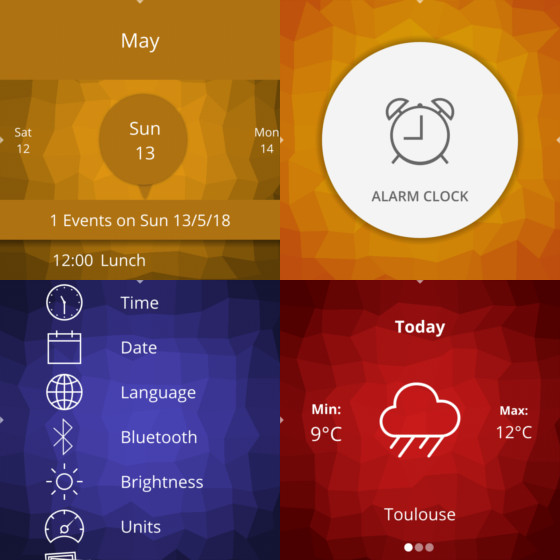 May
Sat
12
Sun
13
Mon
14
1 Events on Sun 13/5/18
12:00 Lunch
ALARM CLOCK
Time
Date
Language
Bluetooth
Brightness
Units
Today
Min:
9°C
Max:
12°C
Toulouse